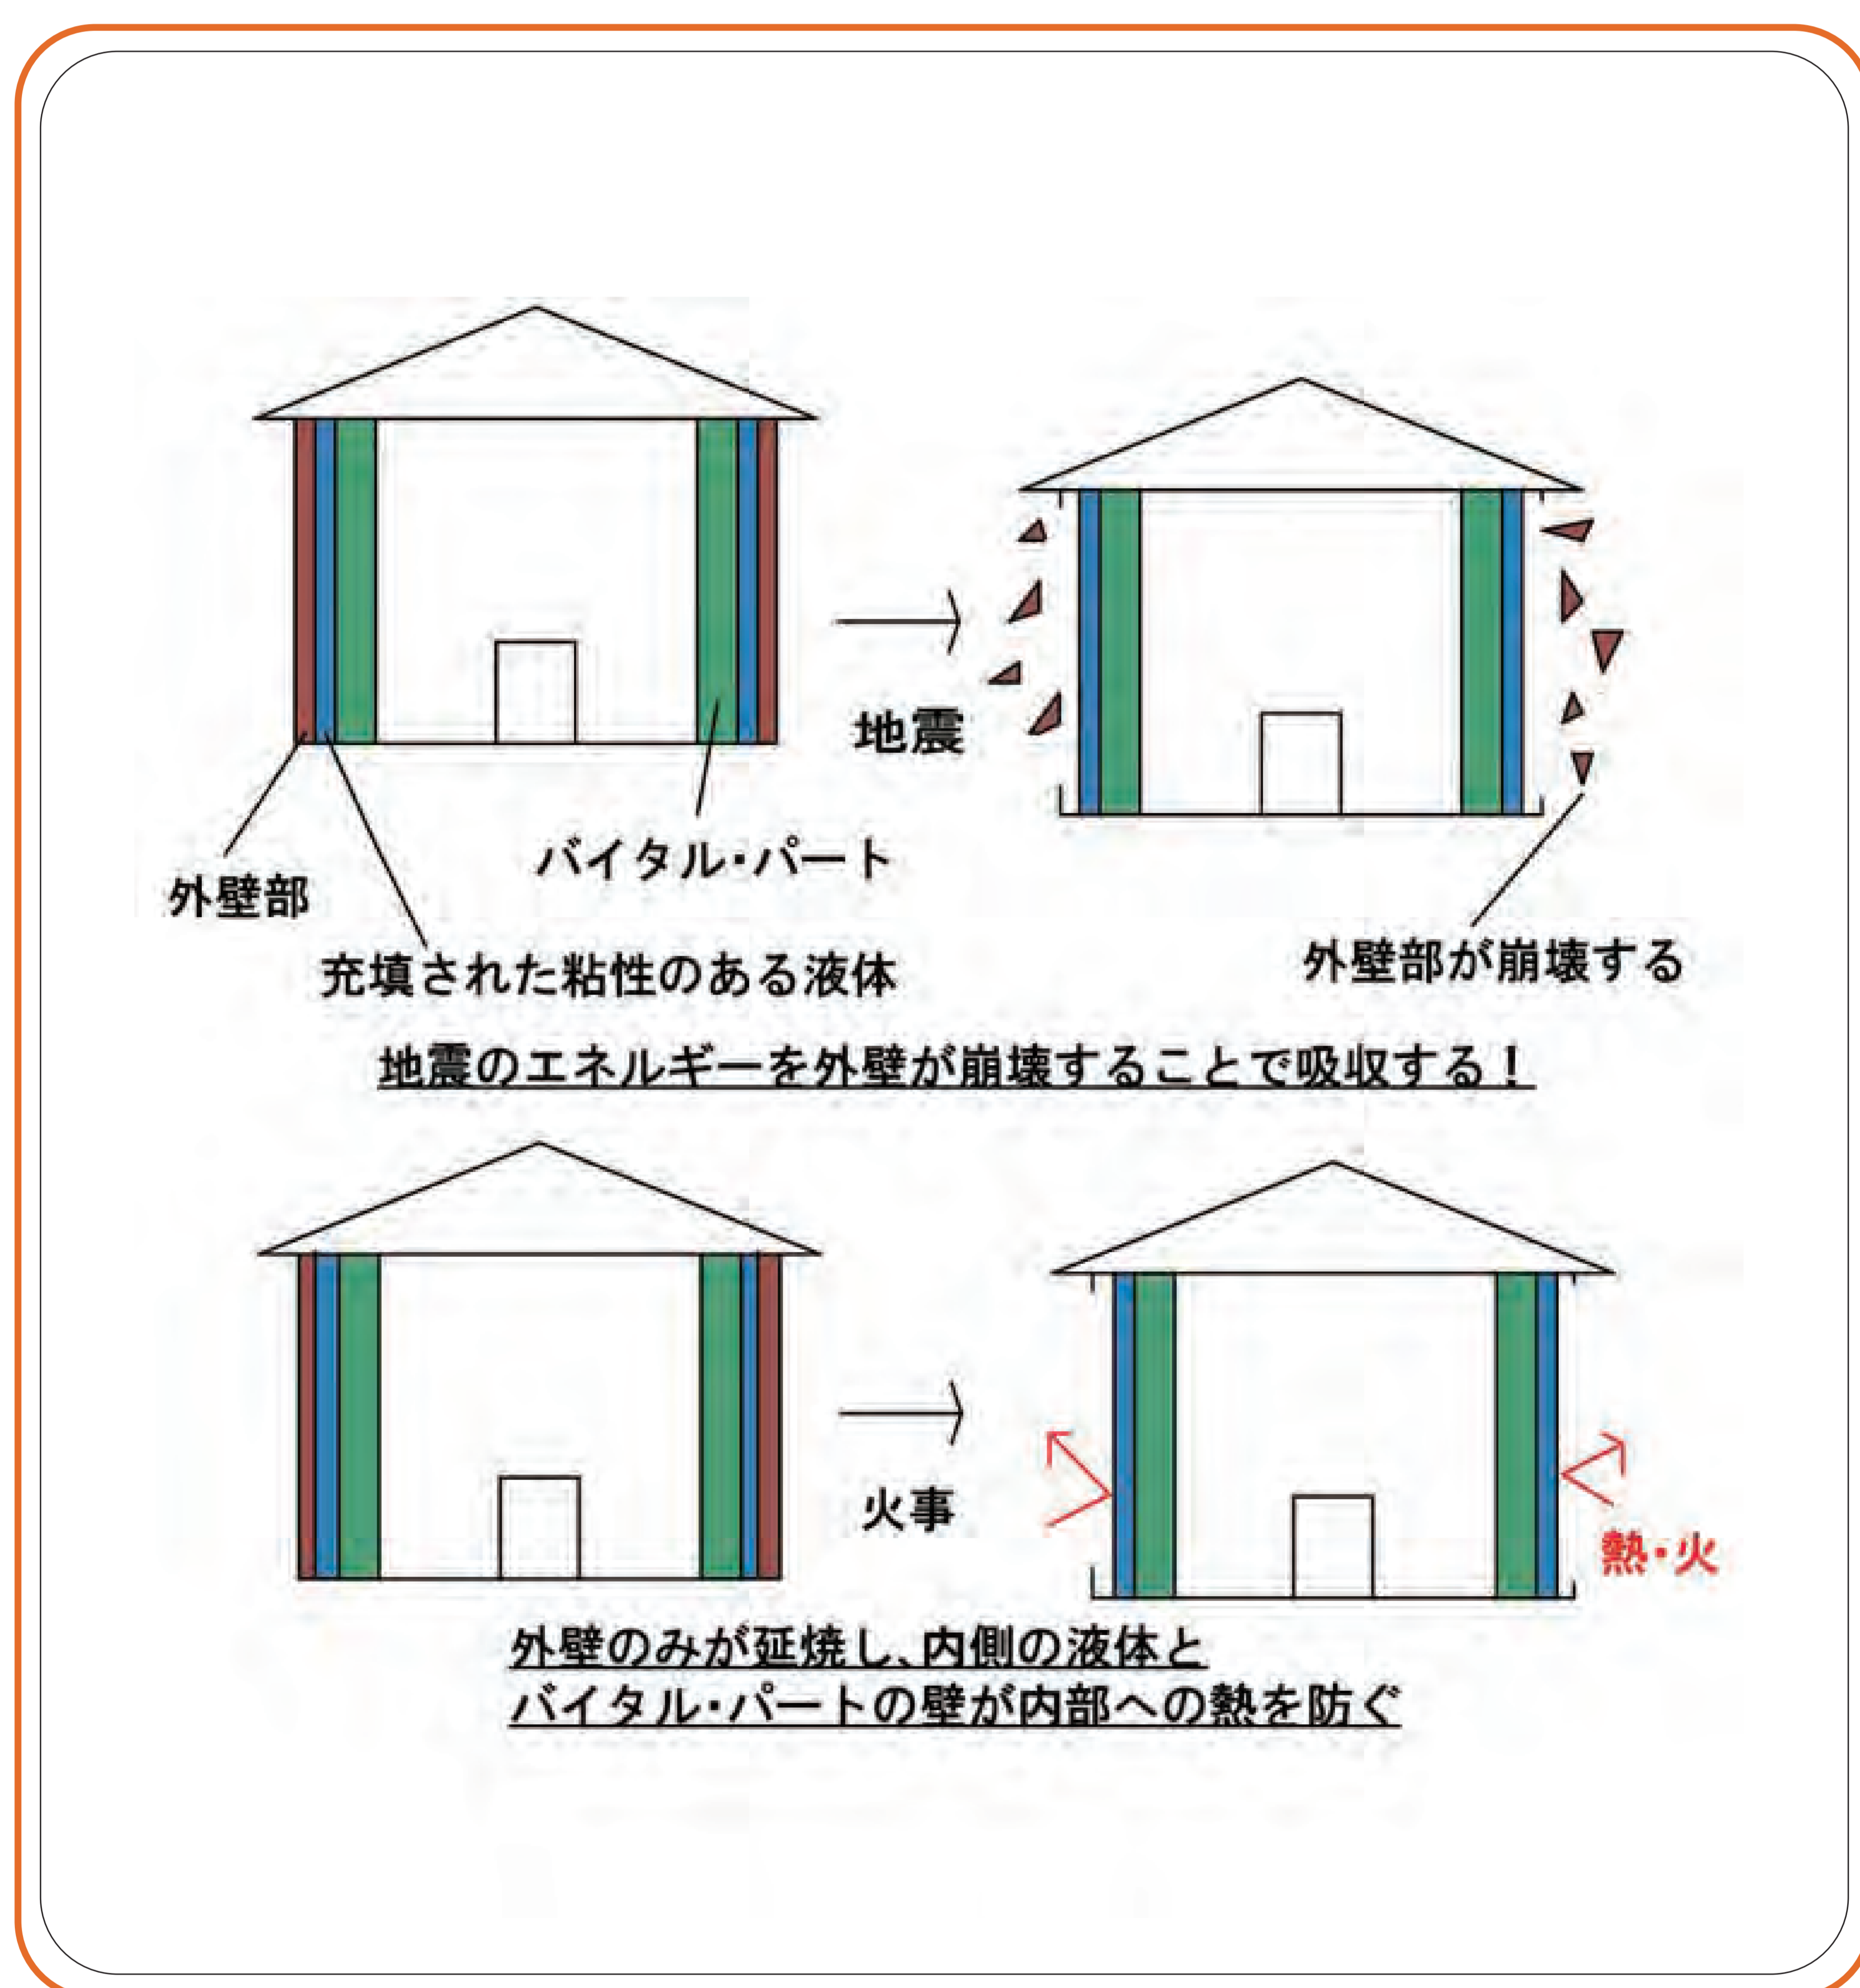 地震
バイタル・パート
外壁部
充填された粘性のある液体
外壁部が崩壊する
地震のエネルギーを外壁が崩壊することで吸収する！
火事
熱・火
外壁のみが延焼し、内側の液体と
バイタル・パートの壁が内部への熱を防ぐ